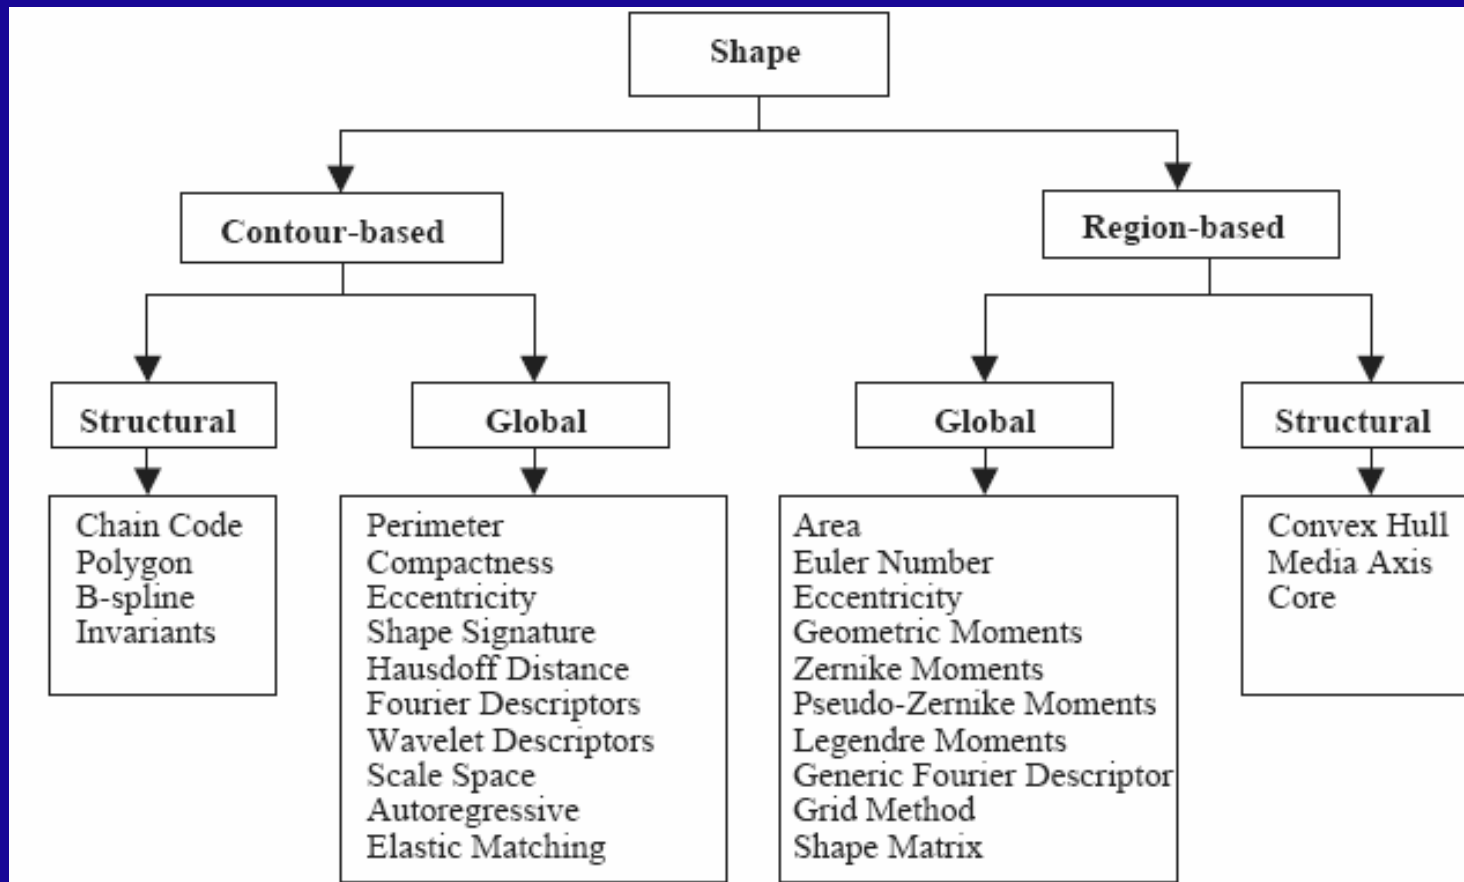 Shape
Contour-based
Region-based
Structural
Global
Global
Structural
Chain Code
Polygon
B-spline
Invariants
Perimeter
Compactness
Eccentricity
Shape Signature
Hausdoff Distance
Fourier Descriptors
Wavelet Descriptors
Scale Space
Autoregressive
Elastic Matching
Area
Euler Number
Eccentricity
Geometric Moments
Zernike Moments
Pseudo-Zernike Moments
Legendre Moments
Generic Fourier Descriptor
Grid Method
Shape Matrix
Convex Hull
Media Axis
Core